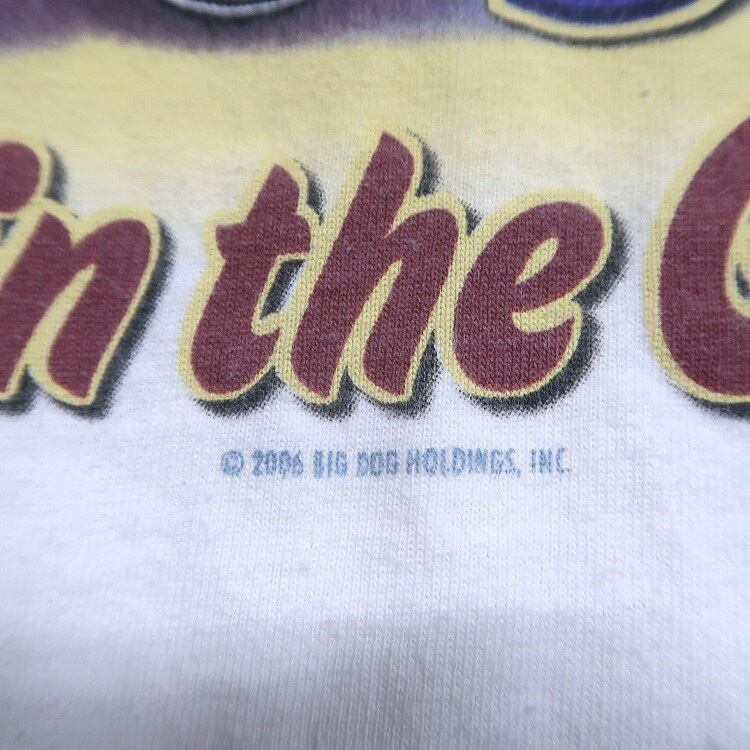 in the
© 2006 BIG DOG HOLDINGS, INC.